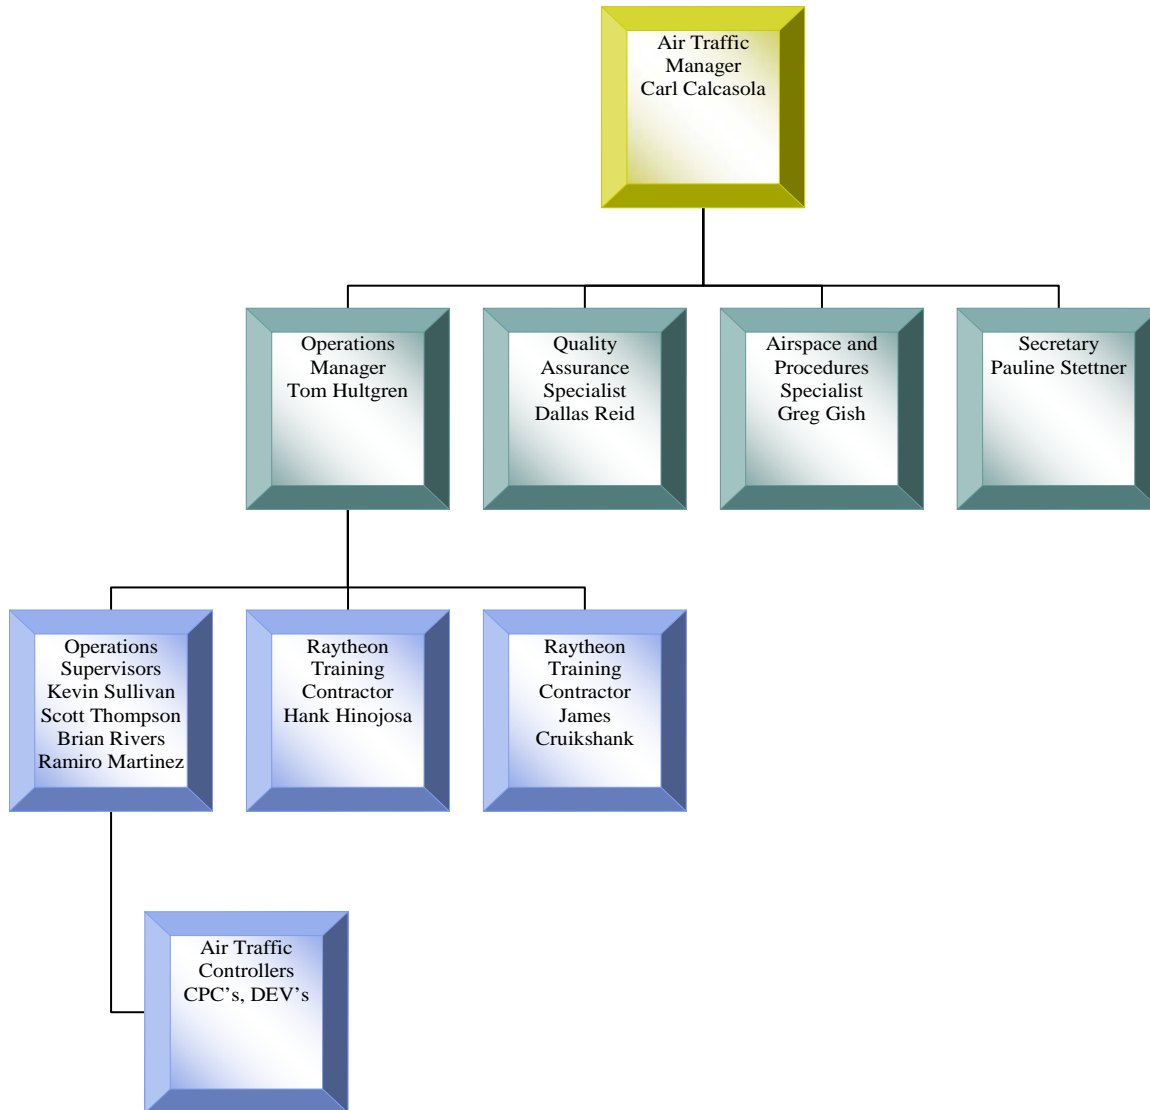 Air Traffic
Manager
Carl Calcasola
Operations
Manager
Tom Hultgren
Quality
Assurance
Specialist
Dallas Reid
Airspace and
Procedures
Specialist
Greg Gish
Secretary
Pauline Stettner
Operations
Supervisors
Kevin Sullivan
Scott Thompson
Brian Rivers
Ramiro Martinez
Raytheon
Training
Contractor
Hank Hinojosa
Raytheon
Training
Contractor
James
Cruikshank
Air Traffic
Controllers
CPC’s, DEV’s